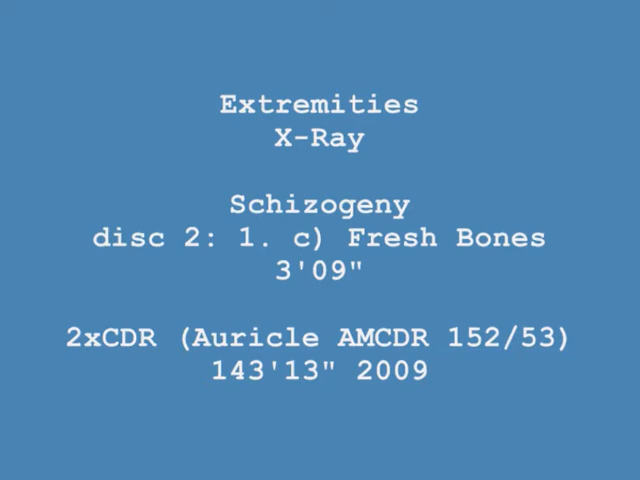 Extremities
X-Ray
Schizogeny
disc 2: 1. c) Fresh Bones
3'09"
2xCDR (Auricle AMCDR 152/53)
143'13" 2009